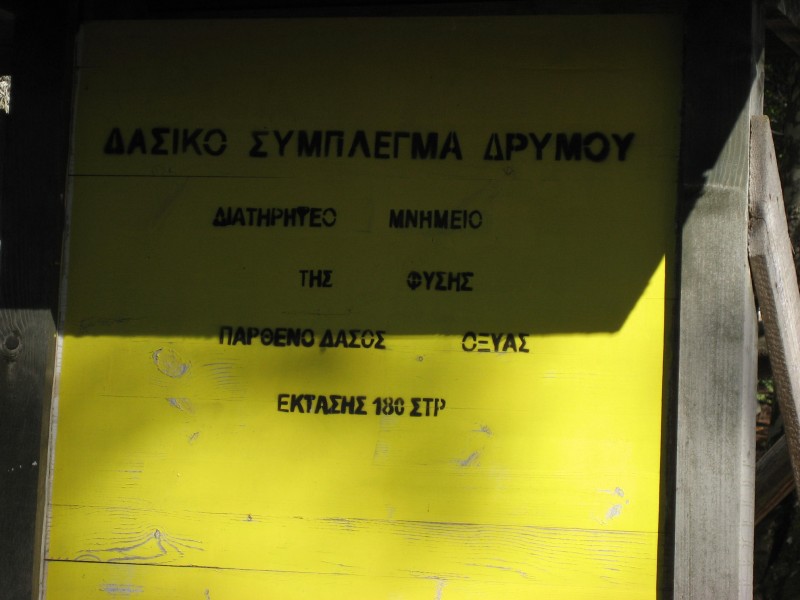 ΔΑΣΙΚΟ ΣΥΜΠΛΕΓΜΑ ΔΡΥΜΟΥ
ΔΙΑΤΗΡΗΤΕΟ ΜΝΗΜΕΙΟ
ΤΗΣ ΦΥΣΗΣ
ΠΑΡΘΕΝΟ ΔΑΣΟΣ ΟΞΥΑΣ
ΕΚΤΑΣΗΣ 180 ΣΤΡ